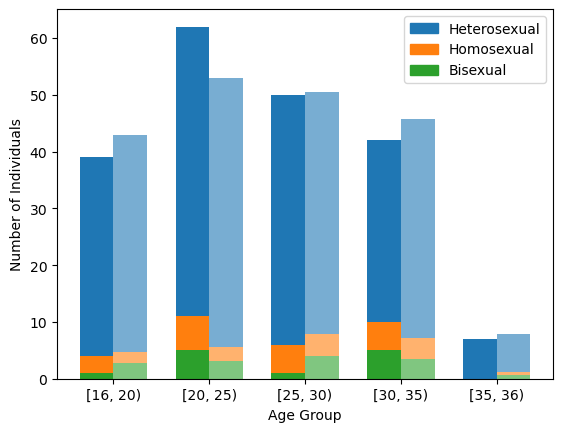 Heterosexual
Homosexual
Bisexual
Number of Individuals
60
50
40
30
20
10
0
[16, 20)
[20, 25)
[25, 30)
[30, 35)
[35, 36)
Age Group